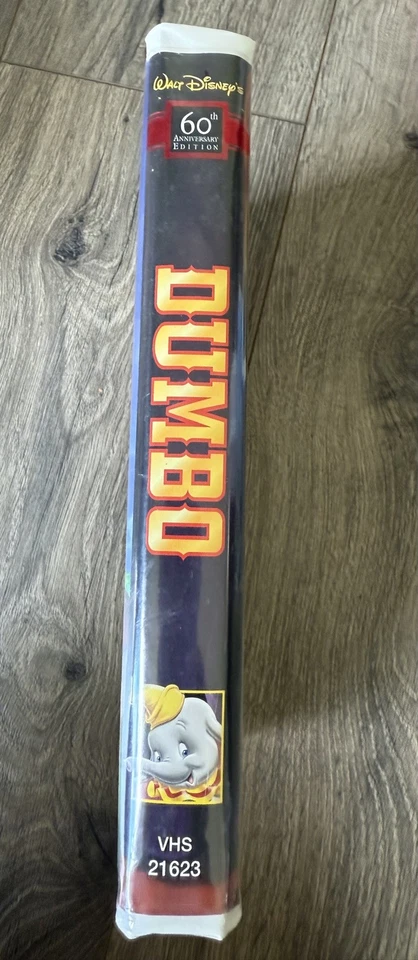 WALT DISNEY'S
60th
ANNIVERSARY
EDITION
DUMBO
VHS
21623